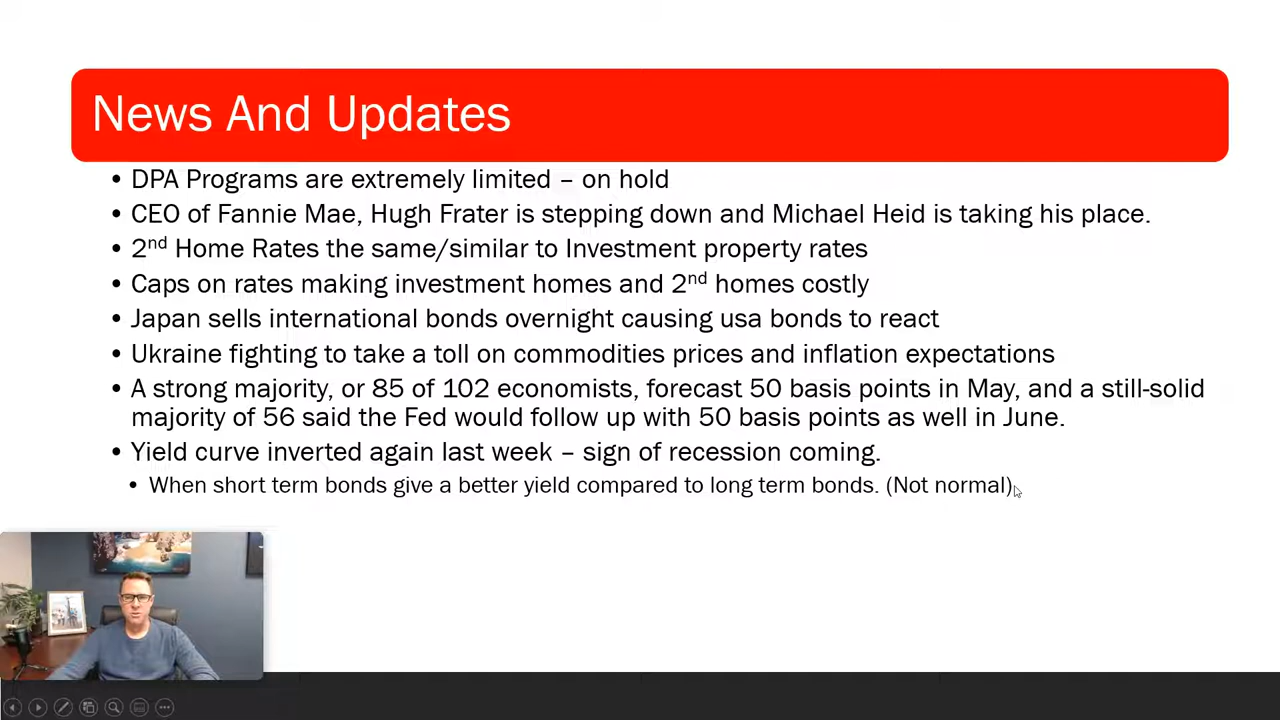 News And Updates
• DPA Programs are extremely limited – on hold
• CEO of Fannie Mae, Hugh Frater is stepping down and Michael Heid is taking his place.
• 2nd Home Rates the same/similar to Investment property rates
• Caps on rates making investment homes and 2nd homes costly
• Japan sells international bonds overnight causing usa bonds to react
• Ukraine fighting to take a toll on commodities prices and inflation expectations
• A strong majority, or 85 of 102 economists, forecast 50 basis points in May, and a still-solid
majority of 56 said the Fed would follow up with 50 basis points as well in June.
• Yield curve inverted again last week – sign of recession coming.
• When short term bonds give a better yield compared to long term bonds. (Not normal)